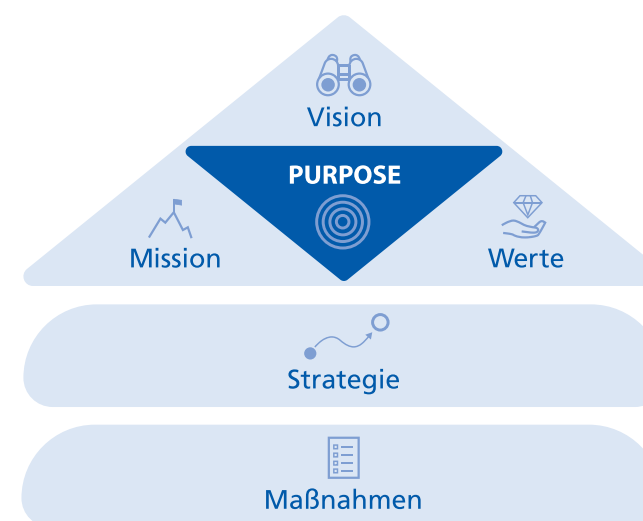 Vision
PURPOSE
Mission
Werte
Strategie
Maßnahmen